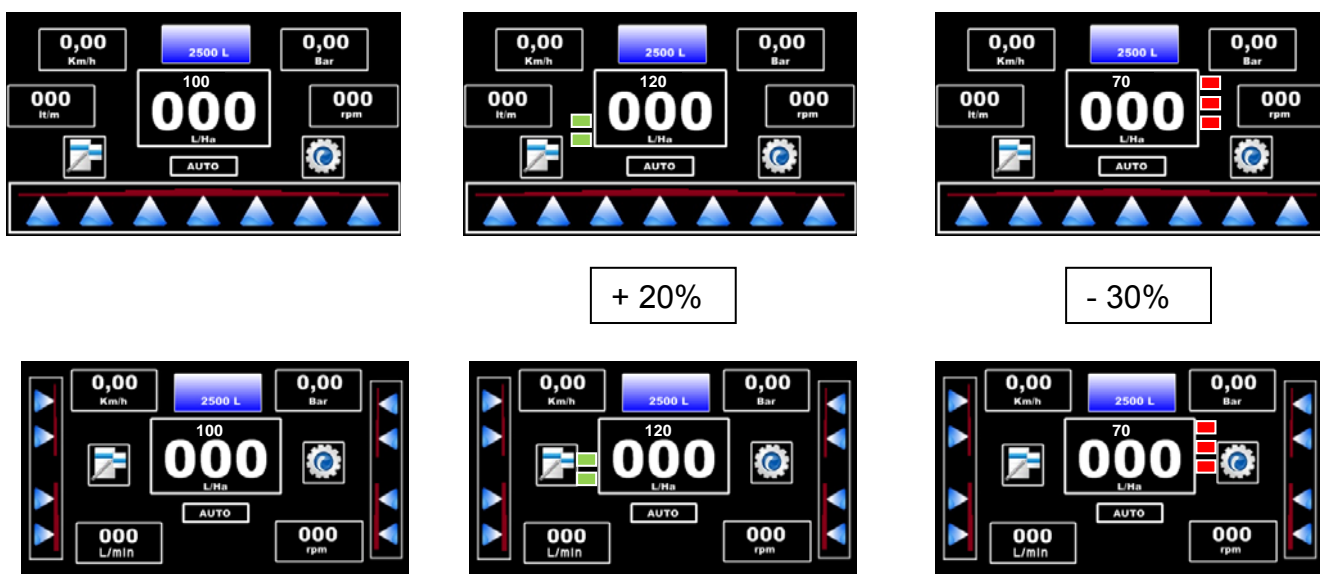 0,00
Km/h
2500 L
0,00
Bar
100
000
L/Ha
000
lt/m
000
rpm
AUTO
0,00
Km/h
2500 L
0,00
Bar
120
000
L/Ha
000
lt/m
000
rpm
AUTO
0,00
Km/h
2500 L
0,00
Bar
70
000
L/Ha
000
lt/m
000
rpm
AUTO
+ 20%
- 30%
0,00
Km/h
2500 L
0,00
Bar
100
000
L/Ha
AUTO
000
L/min
000
rpm
0,00
Km/h
2500 L
0,00
Bar
120
000
L/Ha
AUTO
000
L/min
000
rpm
0,00
Km/h
2500 L
0,00
Bar
70
000
L/Ha
AUTO
000
L/min
000
rpm